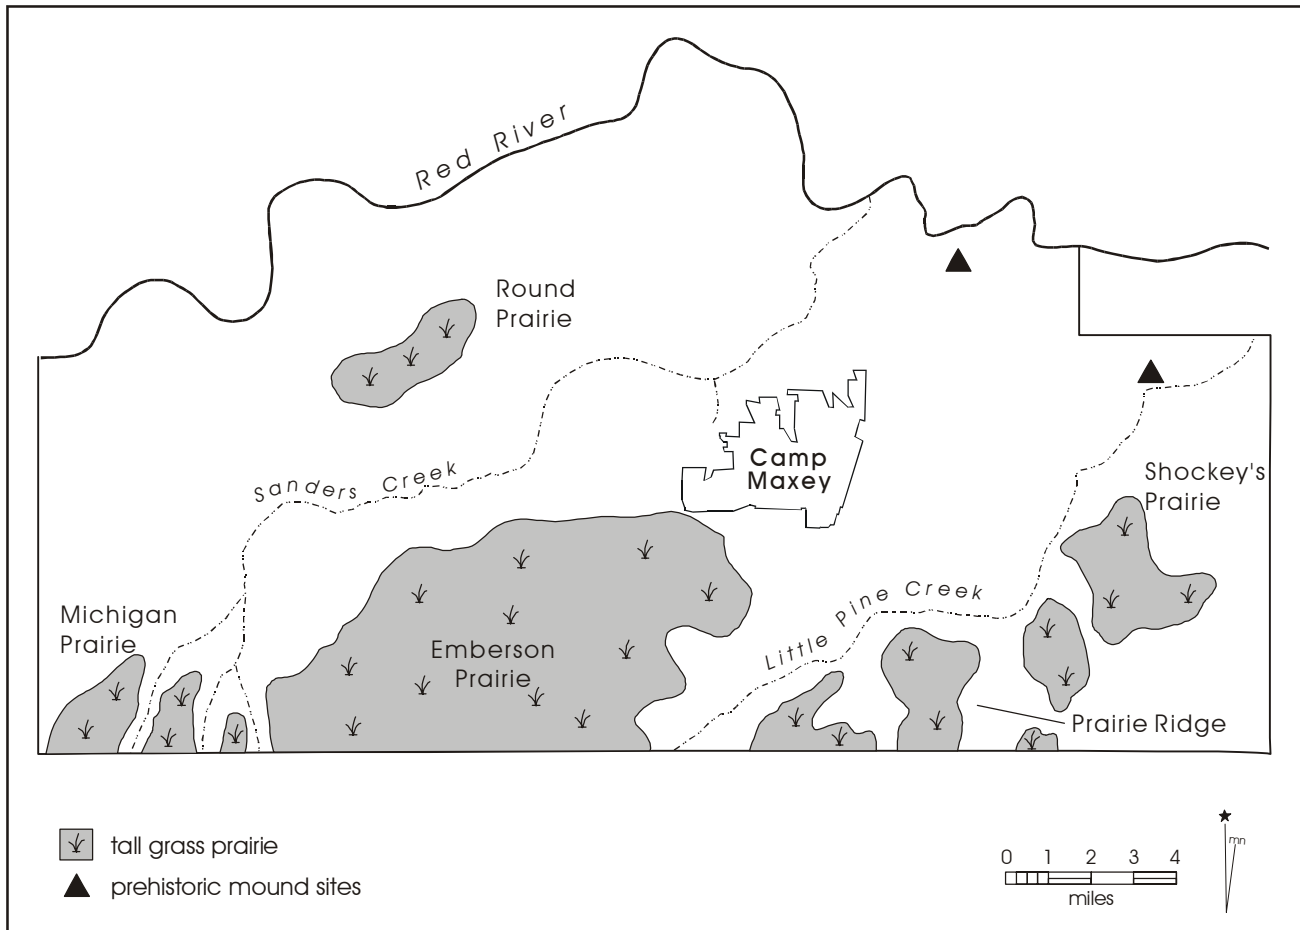 Red River
Round
Prairie
Camp
Maxey
Sanders Creek
Shockey's
Prairie
Michigan
Prairie
Emberson
Prairie
Little Pine Creek
Prairie Ridge
tall grass prairie
prehistoric mound sites
0 1 2 3 4
miles
mn